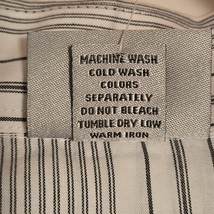 MACHINE WASH
COLD WASH
COLORS
SEPARATELY
DO NOT BLEACH
TUMBLE DRY LOW
WARM IRON